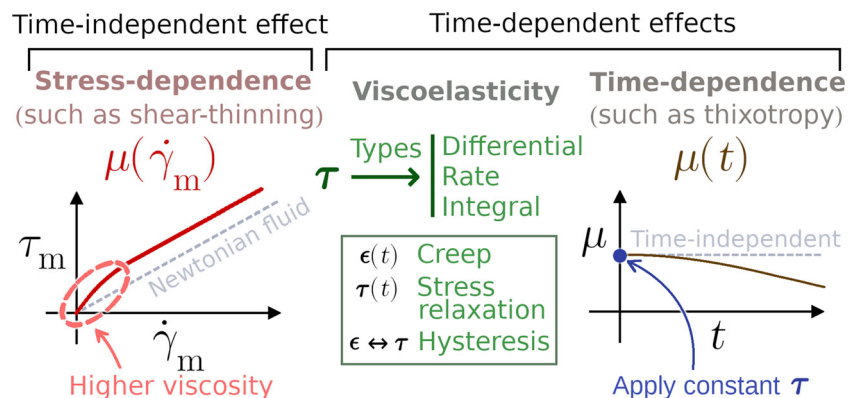 Time-independent effect
Time-dependent effects
Stress-dependence
(such as shear-thinning)
μ(γ̇ₘ)
τₘ
Newtonian fluid
γ̇ₘ
Higher viscosity
Viscoelasticity
τ
Types
Differential
Rate
Integral
ϵ(t) Creep
τ(t) Stress
relaxation
ϵ ↔ τ Hysteresis
Time-dependence
(such as thixotropy)
μ(t)
μ
Time-independent
t
Apply constant τ